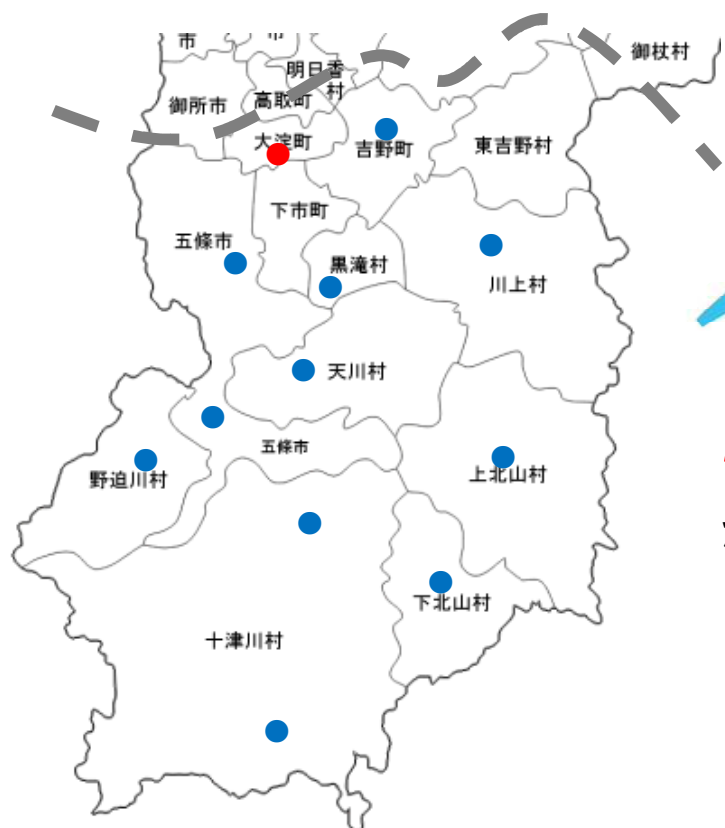 市
市
御杖村
明日香
村
御所市
高取町
大淀町
吉野町
東吉野村
下市町
五條市
黒滝村
川上村
天川村
五條市
野迫川村
上北山村
下北山村
十津川村